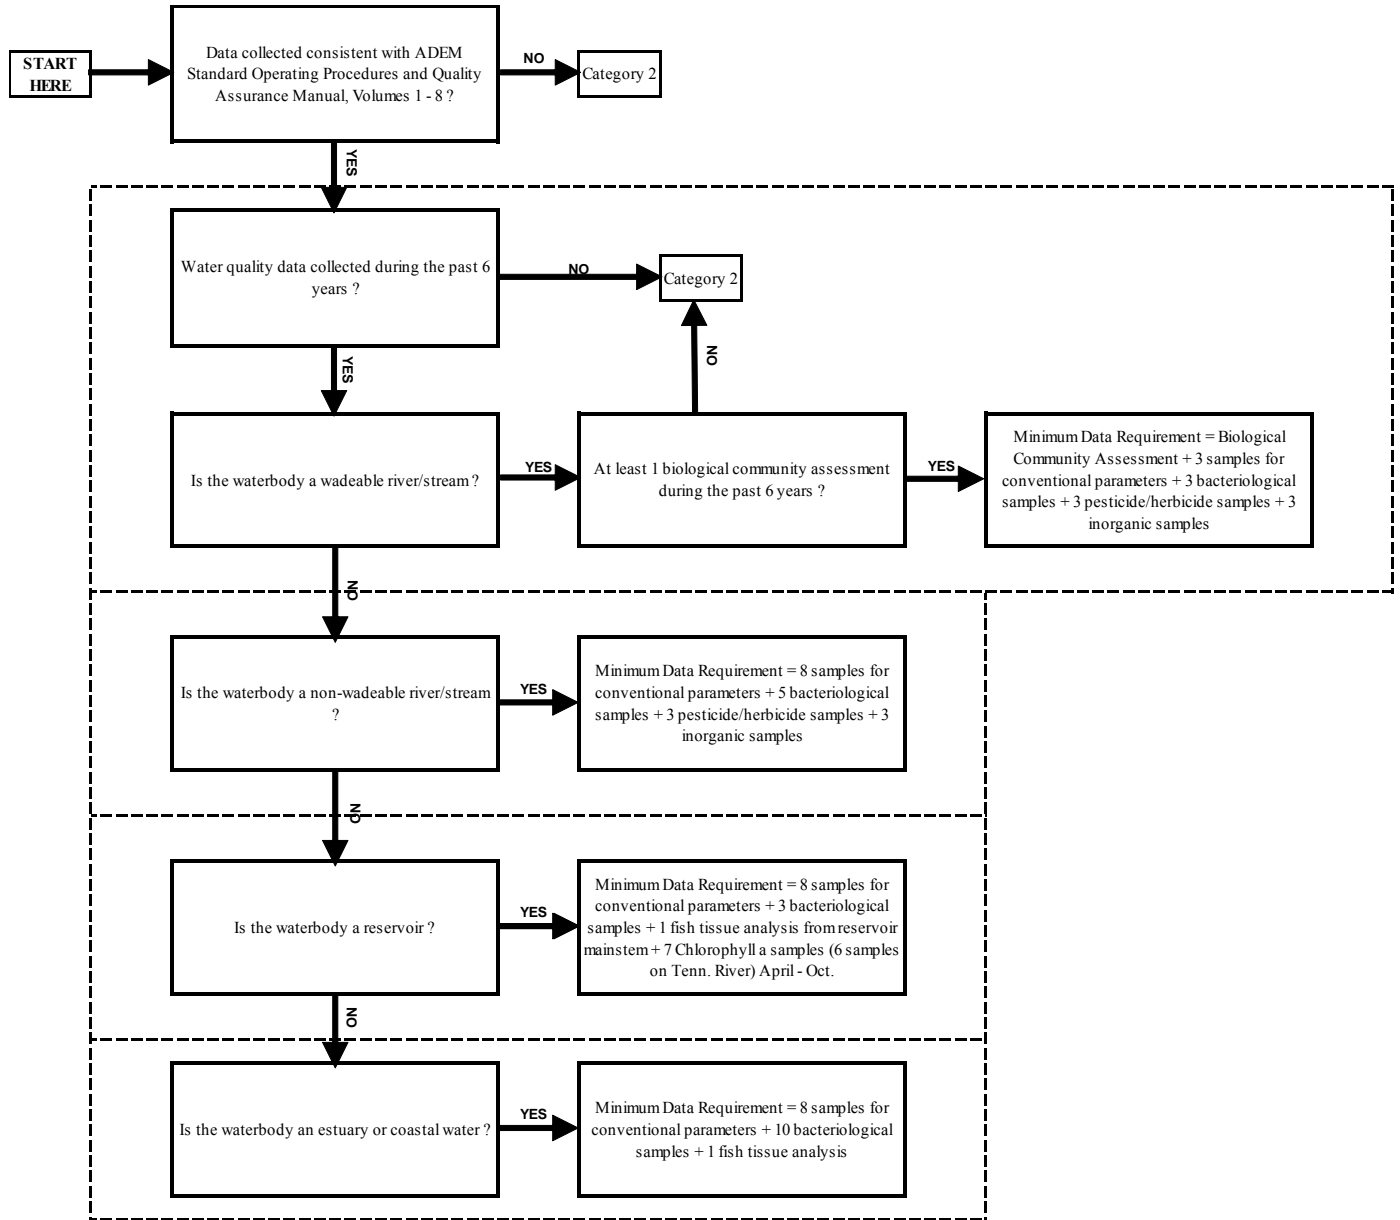 START
HERE
Data collected consistent with ADEM
Standard Operating Procedures and Quality
Assurance Manual, Volumes 1 - 8 ?
NO
Category 2
YES
Water quality data collected during the past 6
years ?
NO
Category 2
YES
NO
Is the waterbody a wadeable river/stream ?
YES
At least 1 biological community assessment
during the past 6 years ?
YES
Minimum Data Requirement = Biological
Community Assessment + 3 samples for
conventional parameters + 3 bacteriological
samples + 3 pesticide/herbicide samples + 3
inorganic samples
NO
Is the waterbody a non-wadeable river/stream
?
YES
Minimum Data Requirement = 8 samples for
conventional parameters + 5 bacteriological
samples + 3 pesticide/herbicide samples + 3
inorganic samples
NO
Is the waterbody a reservoir ?
YES
Minimum Data Requirement = 8 samples for
conventional parameters + 3 bacteriological
samples + 1 fish tissue analysis from reservoir
mainstem + 7 Chlorophyll a samples (6 samples
on Tenn. River) April - Oct.
NO
Is the waterbody an estuary or coastal water ?
YES
Minimum Data Requirement = 8 samples for
conventional parameters + 10 bacteriological
samples + 1 fish tissue analysis